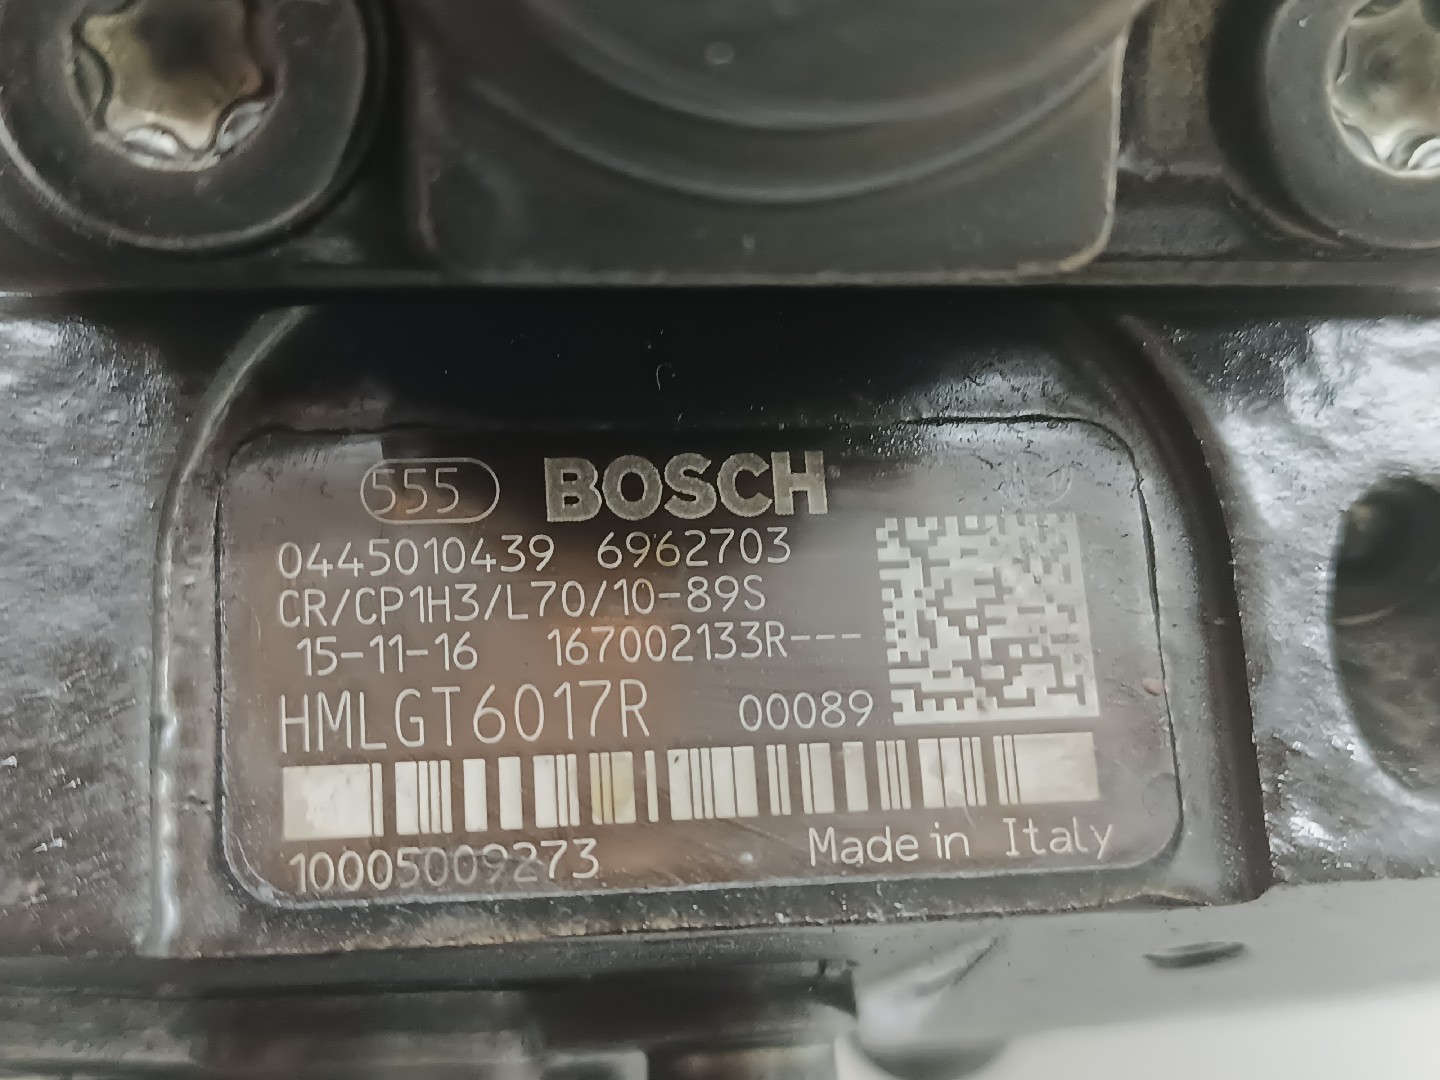 555 BOSCH
0445010439 6962703
CR/CP1H3/L70/10-89S
15-11-16 167002133R---
HMLGT6017R 00089
10005009273 Made in Italy